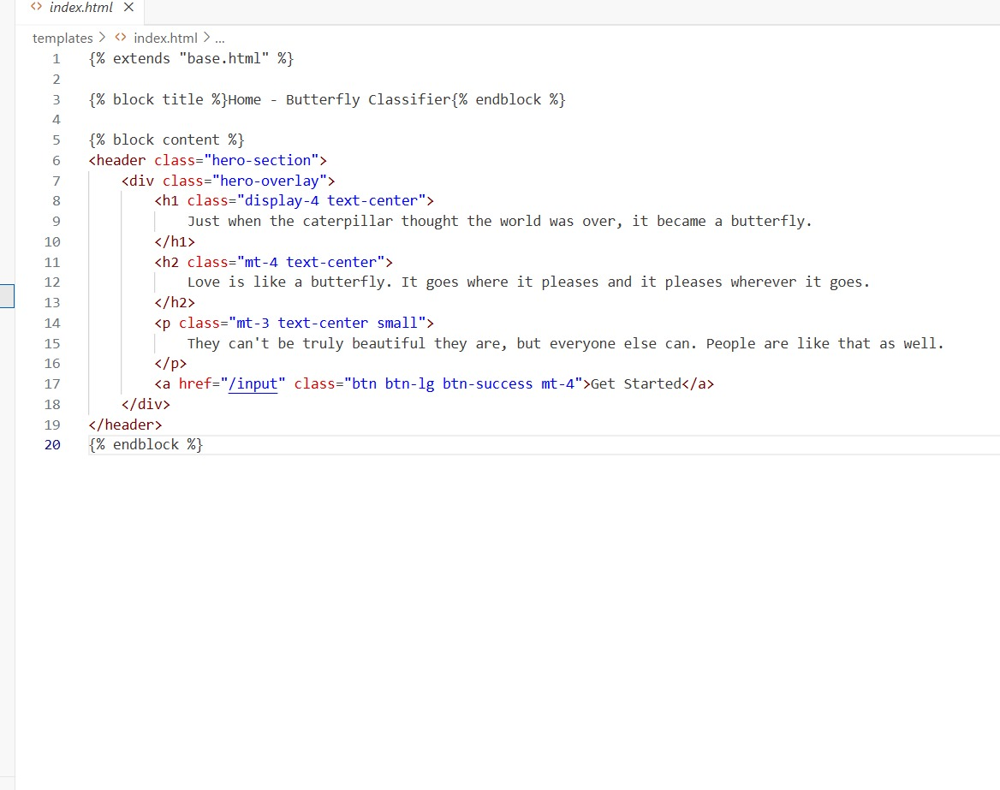 index.html
templates > index.html > ...
1 {% extends "base.html" %}
2
3 {% block title %}Home - Butterfly Classifier{% endblock %}
4
5 {% block content %}
6 <header class="hero-section">
7     <div class="hero-overlay">
8         <h1 class="display-4 text-center">
9             Just when the caterpillar thought the world was over, it became a butterfly.
10         </h1>
11         <h2 class="mt-4 text-center">
12             Love is like a butterfly. It goes where it pleases and it pleases wherever it goes.
13         </h2>
14         <p class="mt-3 text-center small">
15             They can't be truly beautiful they are, but everyone else can. People are like that as well.
16         </p>
17         <a href="/input" class="btn btn-lg btn-success mt-4">Get Started</a>
18     </div>
19 </header>
20 {% endblock %}